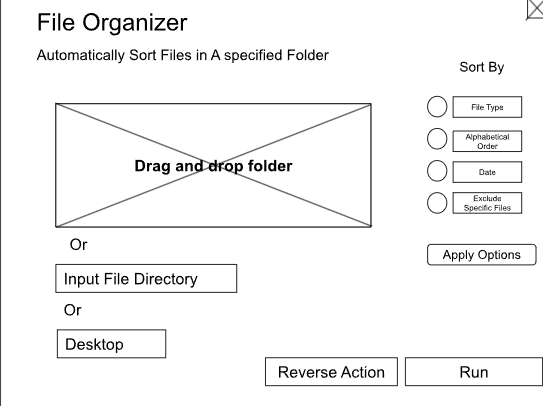 File Organizer
Automatically Sort Files in A specified Folder
Sort By
File Type
Alphabetical
Order
Date
Exclude
Specific Files
Apply Options
Drag and drop folder
Or
Input File Directory
Or
Desktop
Reverse Action
Run